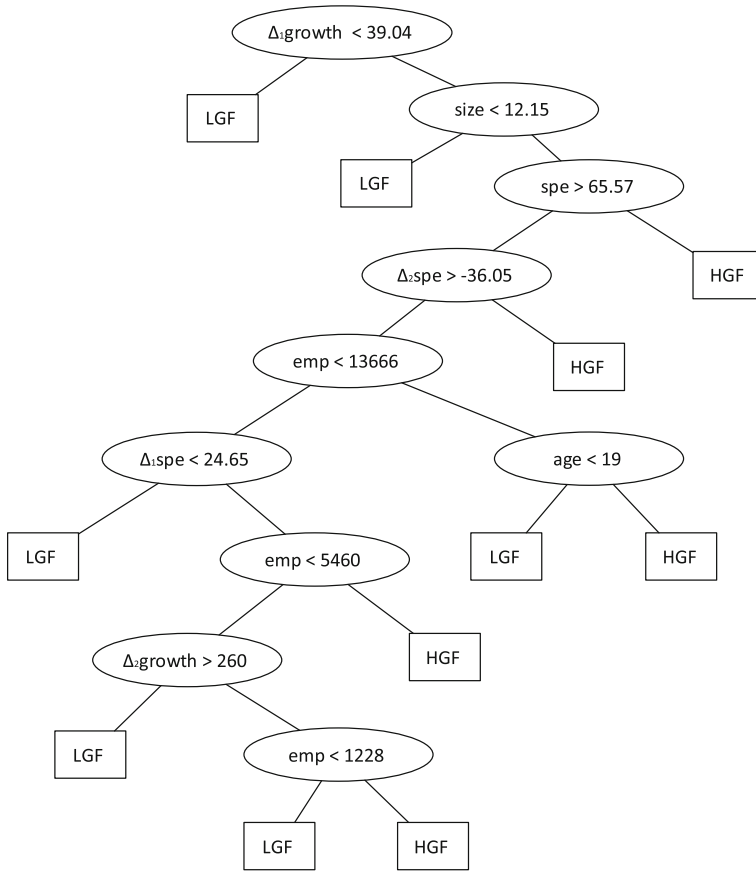 Δ₁growth < 39.04
LGF
size < 12.15
LGF
spe > 65.57
Δ₂spe > -36.05
HGF
emp < 13666
HGF
Δ₁spe < 24.65
age < 19
LGF
emp < 5460
LGF
HGF
Δ₂growth > 260
HGF
LGF
emp < 1228
LGF
HGF